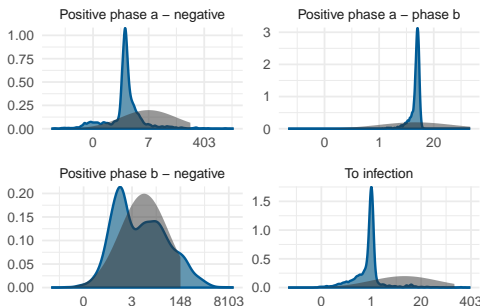 Positive phase a − negative
1.00
0.75
0.50
0.25
0.00
0 7 403
Positive phase a − phase b
3
2
1
0
0 1 20
Positive phase b − negative
0.20
0.15
0.10
0.05
0.00
0 3 148 8103
To infection
1.5
1.0
0.5
0.0
0 1 20 403